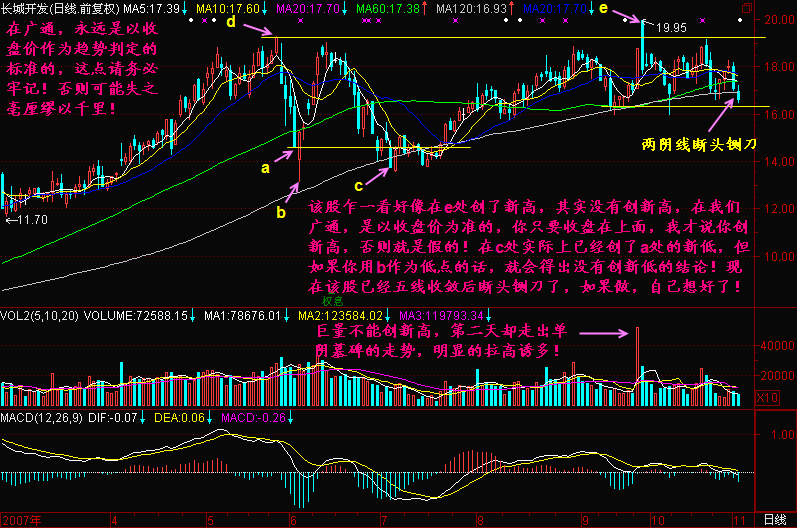 长城开发(日线.前复权) MA5:17.39↓ MA10:17.60↓ MA20:17.70↓ MA60:17.38↑ MA120:16.93↑ MA20:17.70↓
在广通，永远是以收
盘价作为趋势判定的
标准的，这点请务必
牢记！否则可能失之
毫厘缪以千里！
d
e
19.95
20.00
18.00
16.00
14.00
12.00
10.00
两阴线断头铡刀
a
b
c
←11.70
该股乍一看好像在e处创了新高，其实没有创新高，在我们
广通，是以收盘价为准的，你只要收盘在上面，我才说你创
新高，否则就是假的！在c处实际上已经创了a处的新低，但
如果你用b作为低点的话，就会得出没有创新低的结论！现
在该股已经五线收敛后断头铡刀了，如果做，自己想好了！
权息
VOL2(5,10,20) VOLUME:72588.15↓ MA1:78676.01↓ MA2:123584.02↓ MA3:119793.34↓
巨量不能创新高，第二天却走出单
阴墓碑的走势，明显的拉高诱多！
40000
20000
X10
MACD(12,26,9) DIF:-0.07↓ DEA:0.06↓ MACD:-0.26↓
1.00
2007年 4 5 6 7 8 9 10 11 日线